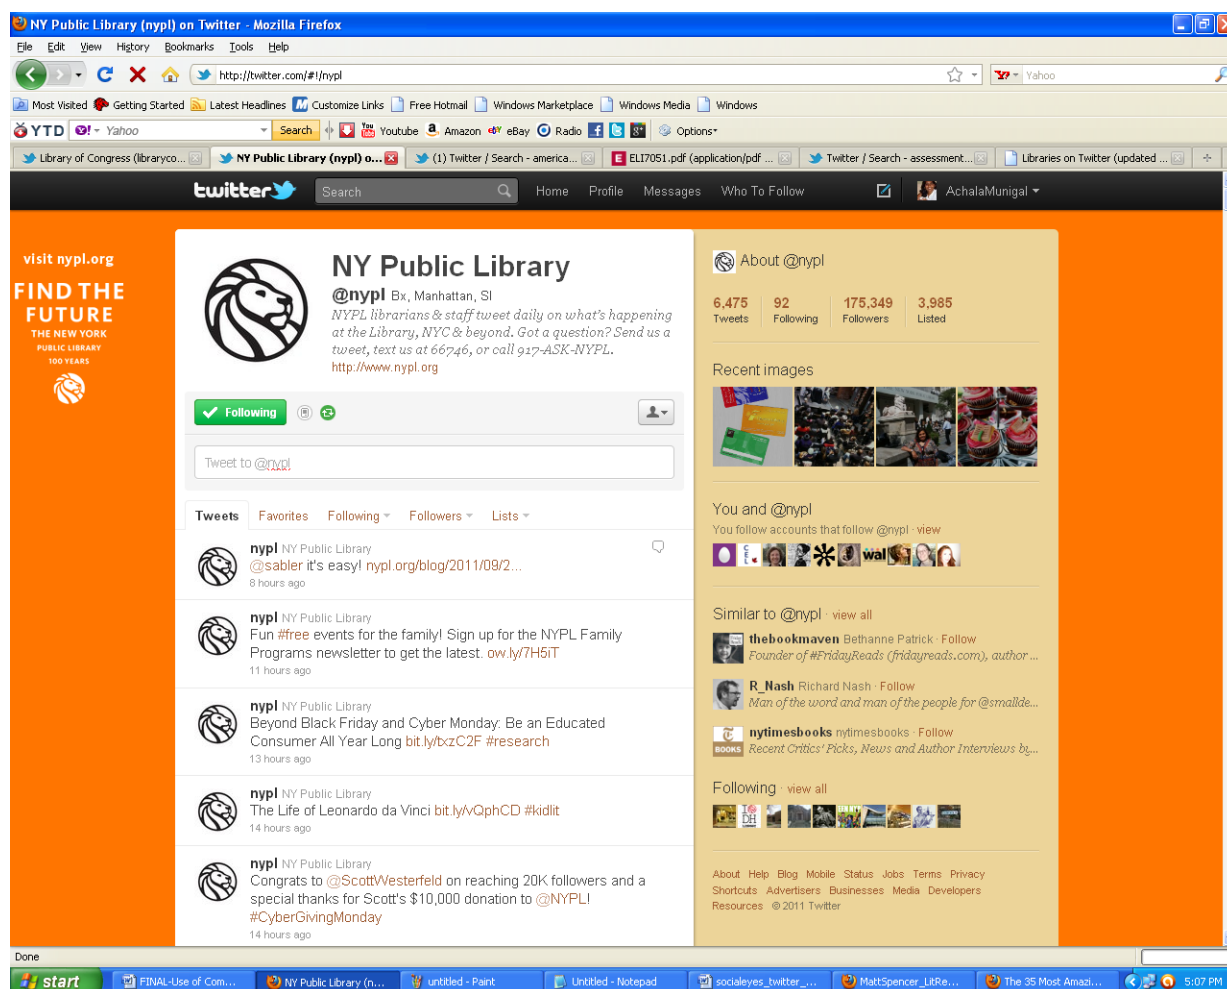 NY Public Library (nypl) on Twitter - Mozilla Firefox
File Edit View History Bookmarks Tools Help
http://twitter.com/#!/nypl
Yahoo
Most Visited Getting Started Latest Headlines Customize Links Free Hotmail Windows Marketplace Windows Media Windows
YTD Yahoo Search Youtube Amazon eBay Radio Options
Library of Congress (libraryco... NY Public Library (nypl) o... (1) Twitter / Search - america... ELI7051.pdf (application/pdf ... Twitter / Search - assessment... Libraries on Twitter (updated ...
twitter Search Home Profile Messages Who To Follow AchalaMunigal
visit nypl.org
FIND THE
FUTURE
THE NEW YORK
PUBLIC LIBRARY
100 YEARS
NY Public Library
@nypl Bx, Manhattan, SI
NYPL librarians & staff tweet daily on what's happening
at the Library, NYC & beyond. Got a question? Send us a
tweet, text us at 66746, or call 917-ASK-NYPL.
http://www.nypl.org
Following
Tweet to @nypl
Tweets Favorites Following Followers Lists
nypl NY Public Library
@sabler it's easy! nypl.org/blog/2011/09/2...
8 hours ago
nypl NY Public Library
Fun #free events for the family! Sign up for the NYPL Family
Programs newsletter to get the latest. ow.ly/7H5iT
11 hours ago
nypl NY Public Library
Beyond Black Friday and Cyber Monday: Be an Educated
Consumer All Year Long bit.ly/txzC2F #research
13 hours ago
nypl NY Public Library
The Life of Leonardo da Vinci bit.ly/vQphCD #kidlit
14 hours ago
nypl NY Public Library
Congrats to @ScottWesterfeld on reaching 20K followers and a
special thanks for Scott's $10,000 donation to @NYPL!
#CyberGivingMonday
14 hours ago
About @nypl
6,475 92 175,349 3,985
Tweets Following Followers Listed
Recent images
You and @nypl
You follow accounts that follow @nypl · view
wal
Similar to @nypl · view all
thebookmaven Bethanne Patrick · Follow
Founder of #FridayReads (fridayreads.com), author ...
R_Nash Richard Nash · Follow
Man of the word and man of the people for @smallde...
nytimesbooks nytimesbooks · Follow
BOOKS Recent Critics' Picks, News and Author Interviews by...
Following · view all
I DH
About Help Blog Mobile Status Jobs Terms Privacy
Shortcuts Advertisers Businesses Media Developers
Resources © 2011 Twitter
Done
start FINAL-Use of Com... NY Public Library (n... untitled - Paint Untitled - Notepad socialeyes_twitter_... MattSpencer_LitRe... The 35 Most Amazi... 5:07 PM